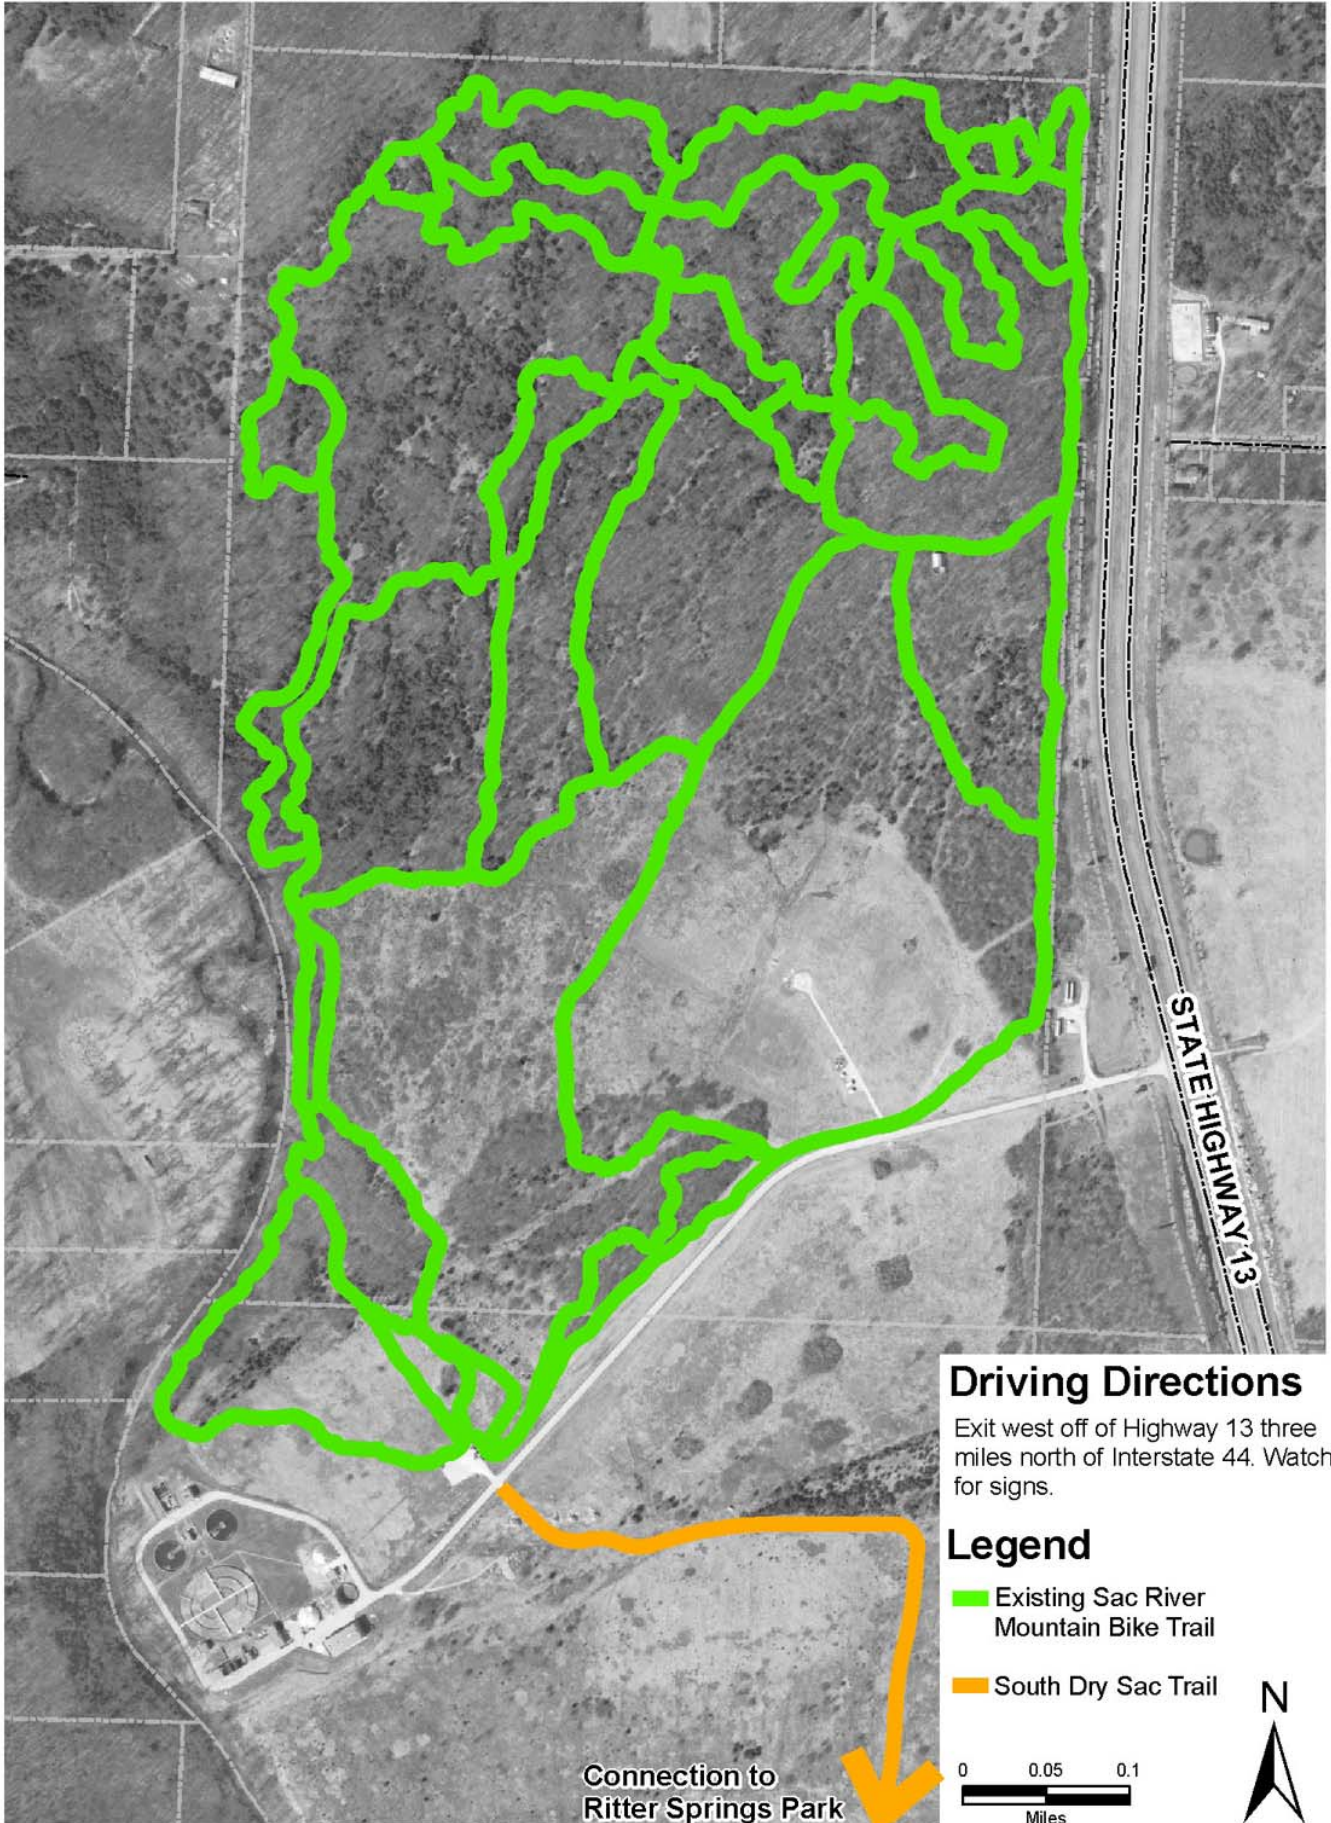 STATE HIGHWAY 13
Driving Directions
Exit west off of Highway 13 three
miles north of Interstate 44. Watch
for signs.
Legend
Existing Sac River
Mountain Bike Trail
South Dry Sac Trail
N
0 0.05 0.1
Miles
Connection to
Ritter Springs Park